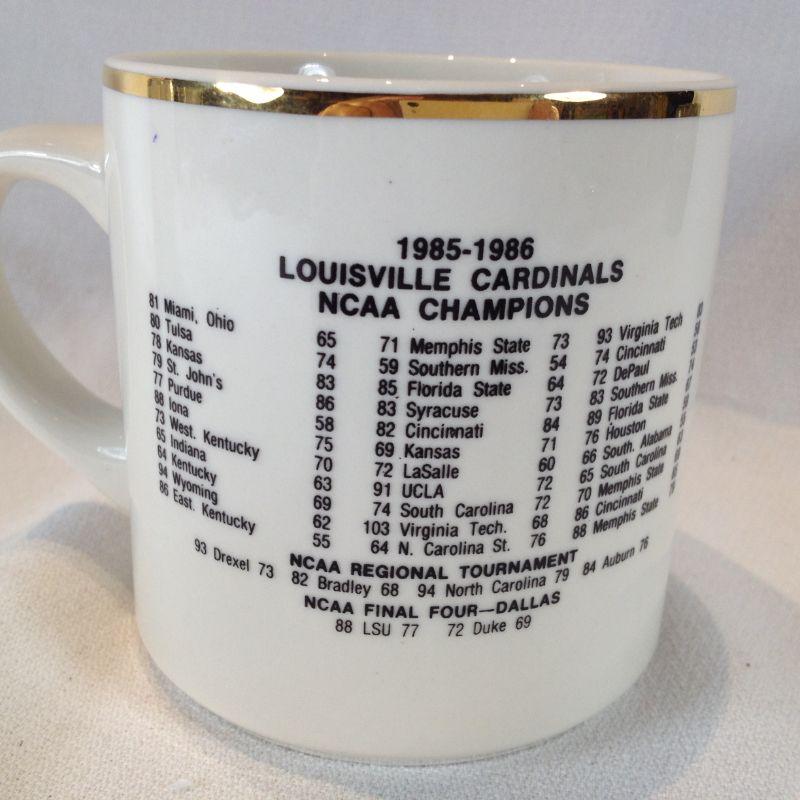 1985-1986
LOUISVILLE CARDINALS
NCAA CHAMPIONS
81 Miami, Ohio 65
80 Tulsa 74
78 Kansas 83
79 St. John's 86
77 Purdue 58
88 Iona 75
73 West. Kentucky 70
65 Indiana 63
64 Kentucky 69
94 Wyoming 62
86 East. Kentucky 55
71 Memphis State 73
59 Southern Miss. 54
85 Florida State 64
83 Syracuse 73
82 Cincinnati 84
69 Kansas 71
72 LaSalle 60
91 UCLA 72
74 South Carolina 72
103 Virginia Tech. 68
64 N. Carolina St. 76
93 Virginia Tech
74 Cincinnati
72 DePaul
83 Southern Miss.
89 Florida State
76 Houston
66 South. Alabama
65 South Carolina
70 Memphis State
86 Cincinnati
88 Memphis State
NCAA REGIONAL TOURNAMENT
93 Drexel 73 82 Bradley 68 94 North Carolina 79 84 Auburn 76
NCAA FINAL FOUR—DALLAS
88 LSU 77 72 Duke 69